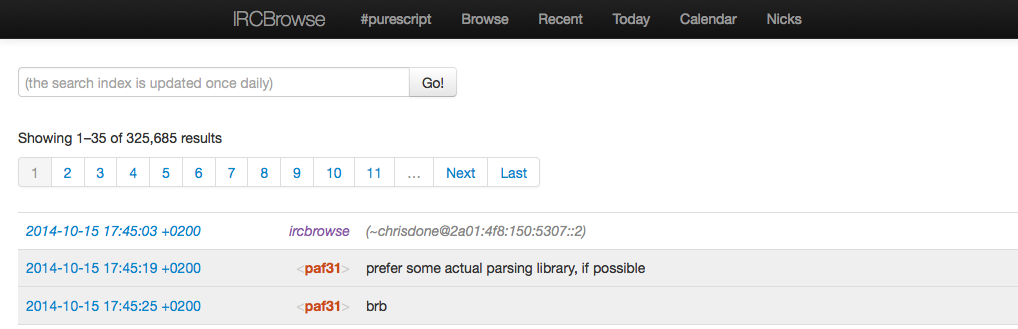 IRCBrowse #purescript Browse Recent Today Calendar Nicks
(the search index is updated once daily) Go!
Showing 1–35 of 325,685 results
1 2 3 4 5 6 7 8 9 10 11 … Next Last
2014-10-15 17:45:03 +0200 ircbrowse (~chrisdone@2a01:4f8:150:5307::2)
2014-10-15 17:45:19 +0200 <paf31> prefer some actual parsing library, if possible
2014-10-15 17:45:25 +0200 <paf31> brb